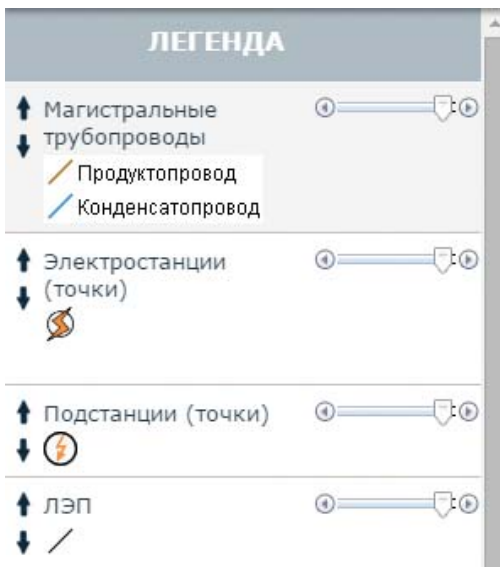 ЛЕГЕНДА
Магистральные
трубопроводы
Продуктопровод
Конденсатопровод
Электростанции
(точки)
Подстанции (точки)
ЛЭП